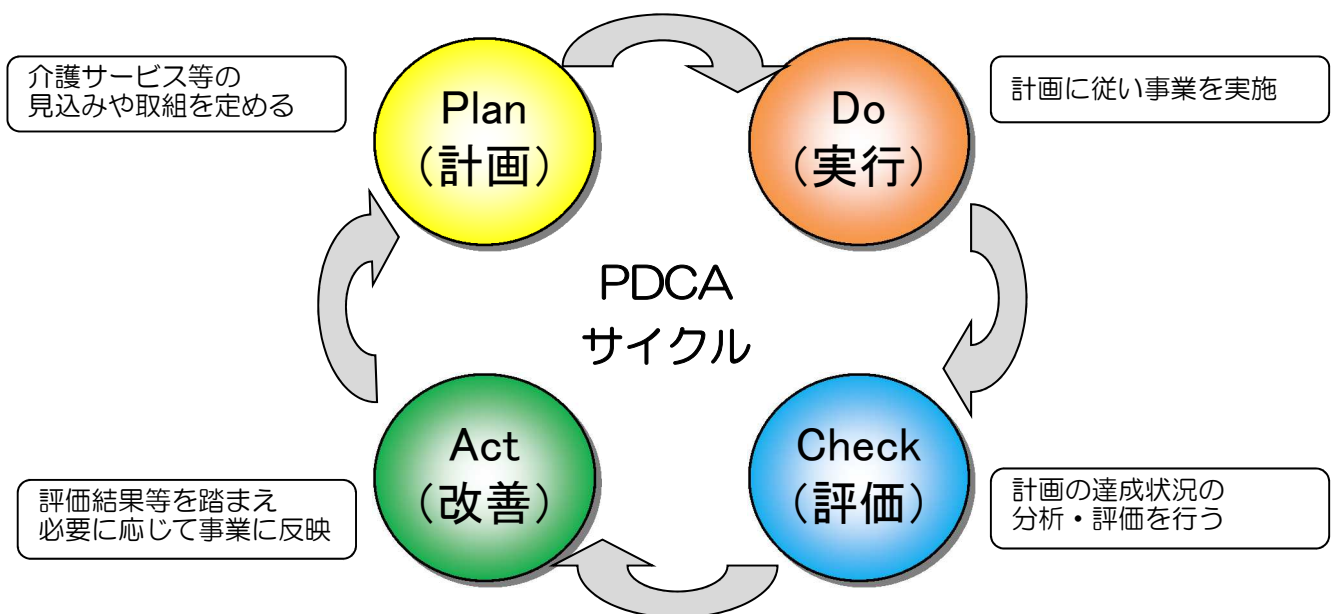 介護サービス等の
見込みや取組を定める
Plan
（計画）
Do
（実行）
計画に従い事業を実施
PDCA
サイクル
評価結果等を踏まえ
必要に応じて事業に反映
Act
（改善）
Check
（評価）
計画の達成状況の
分析・評価を行う